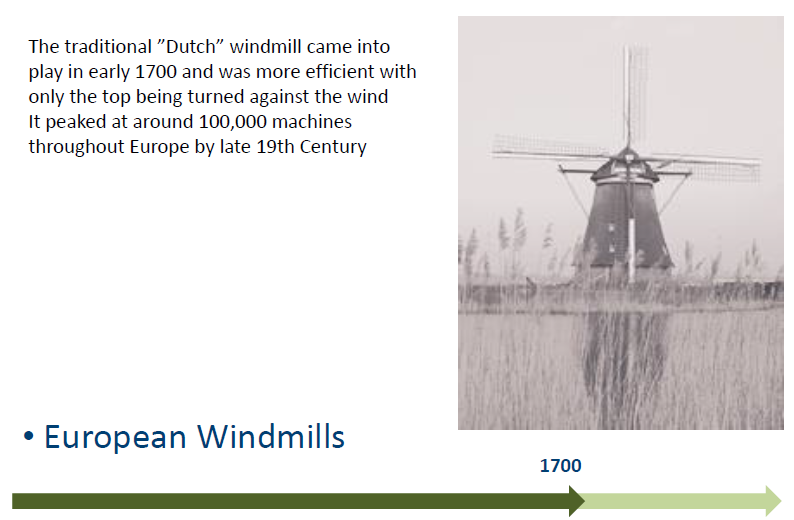 The traditional ”Dutch” windmill came into
play in early 1700 and was more efficient with
only the top being turned against the wind
It peaked at around 100,000 machines
throughout Europe by late 19th Century
• European Windmills
1700